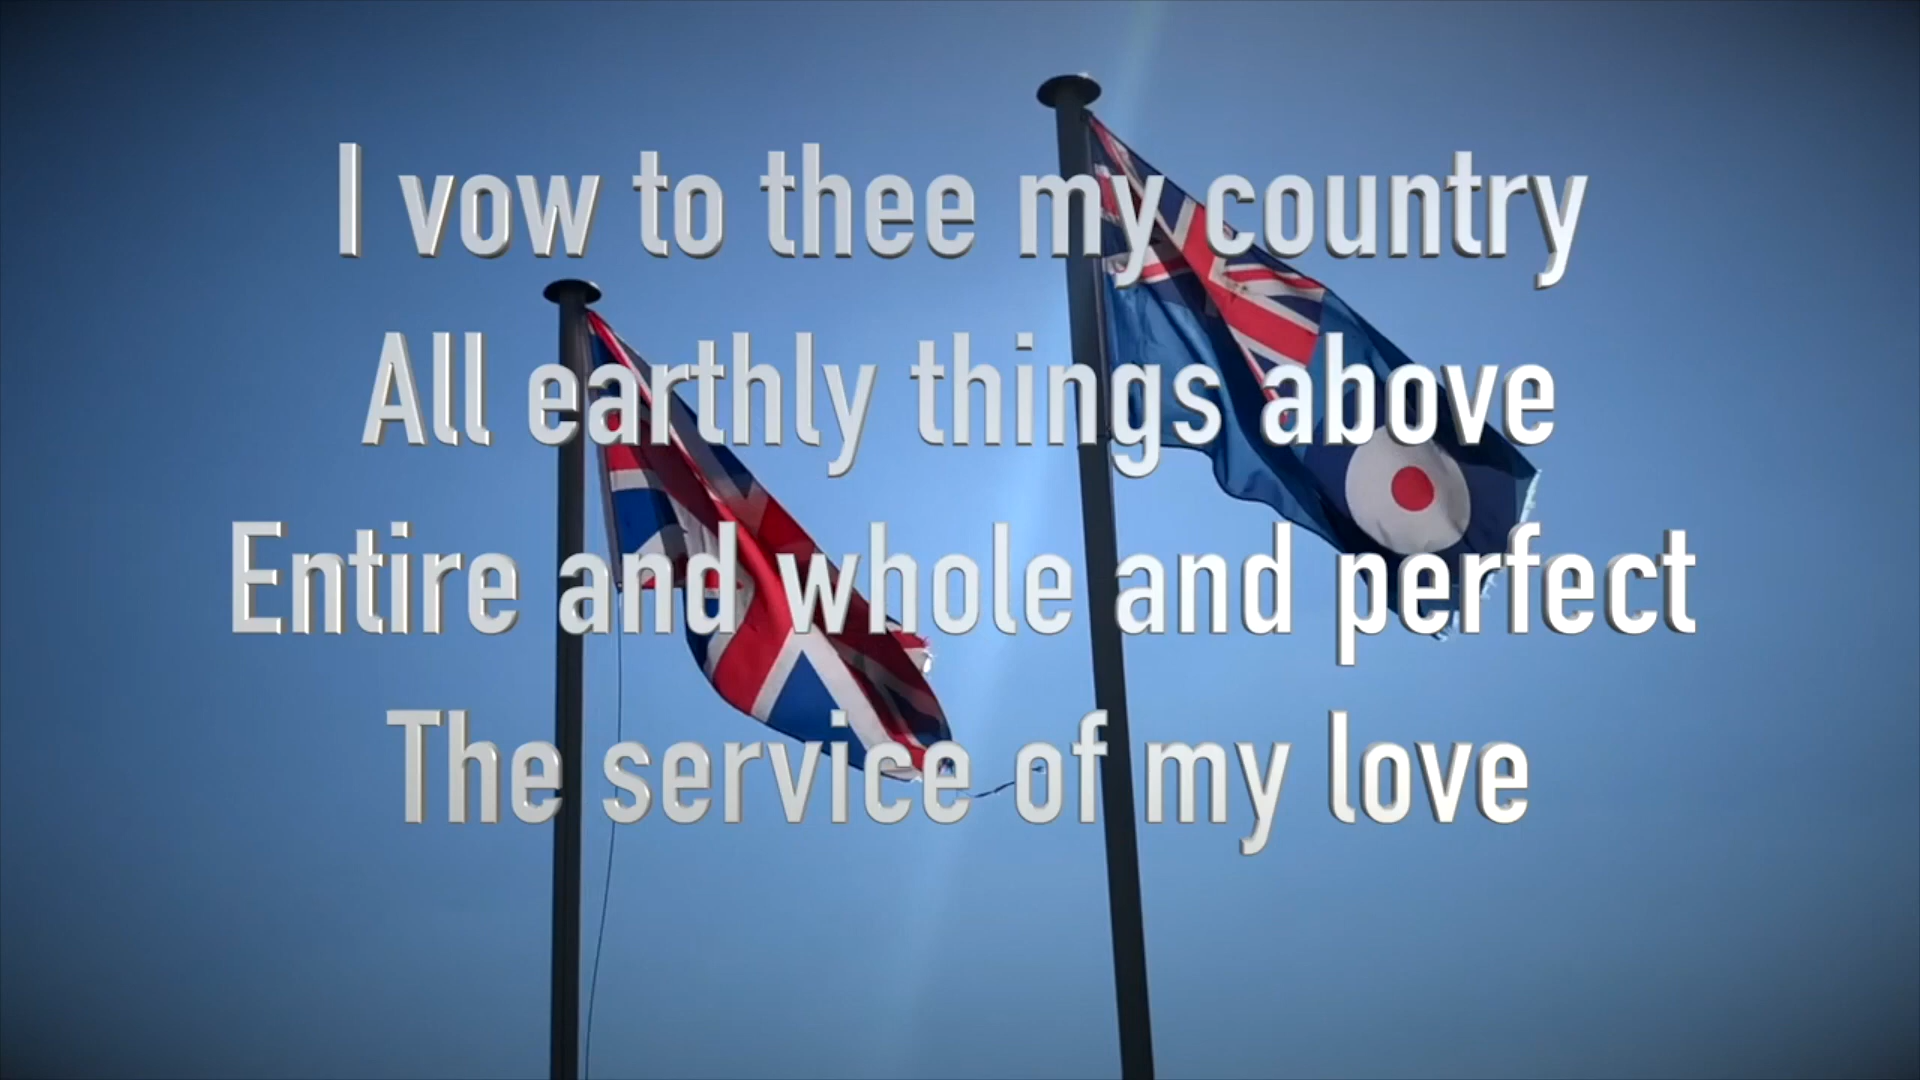 I vow to thee my country
All earthly things above
Entire and whole and perfect
The service of my love